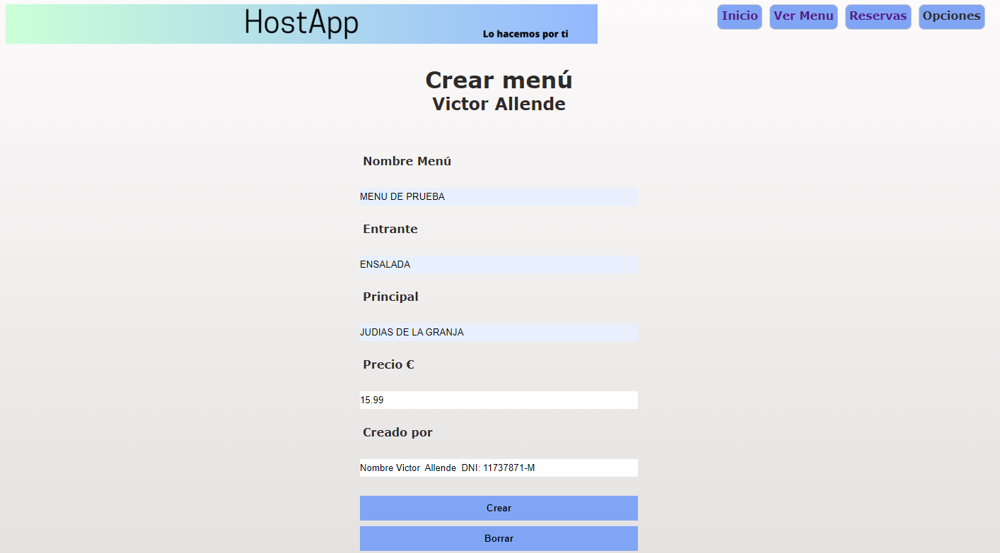 HostApp
Lo hacemos por ti
Inicio Ver Menu Reservas Opciones
Crear menú
Victor Allende
Nombre Menú
MENU DE PRUEBA
Entrante
ENSALADA
Principal
JUDIAS DE LA GRANJA
Precio €
15.99
Creado por
Nombre Victor  Allende  DNI: 11737871-M
Crear
Borrar